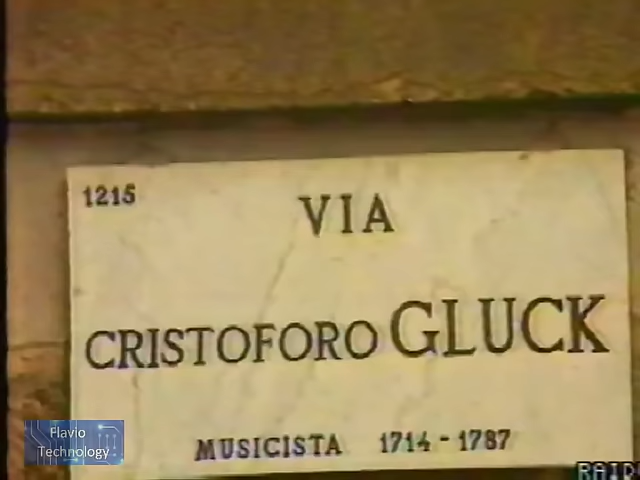 1215
VIA
CRISTOFORO GLUCK
MUSICISTA 1714 - 1787
Flavio
Technology